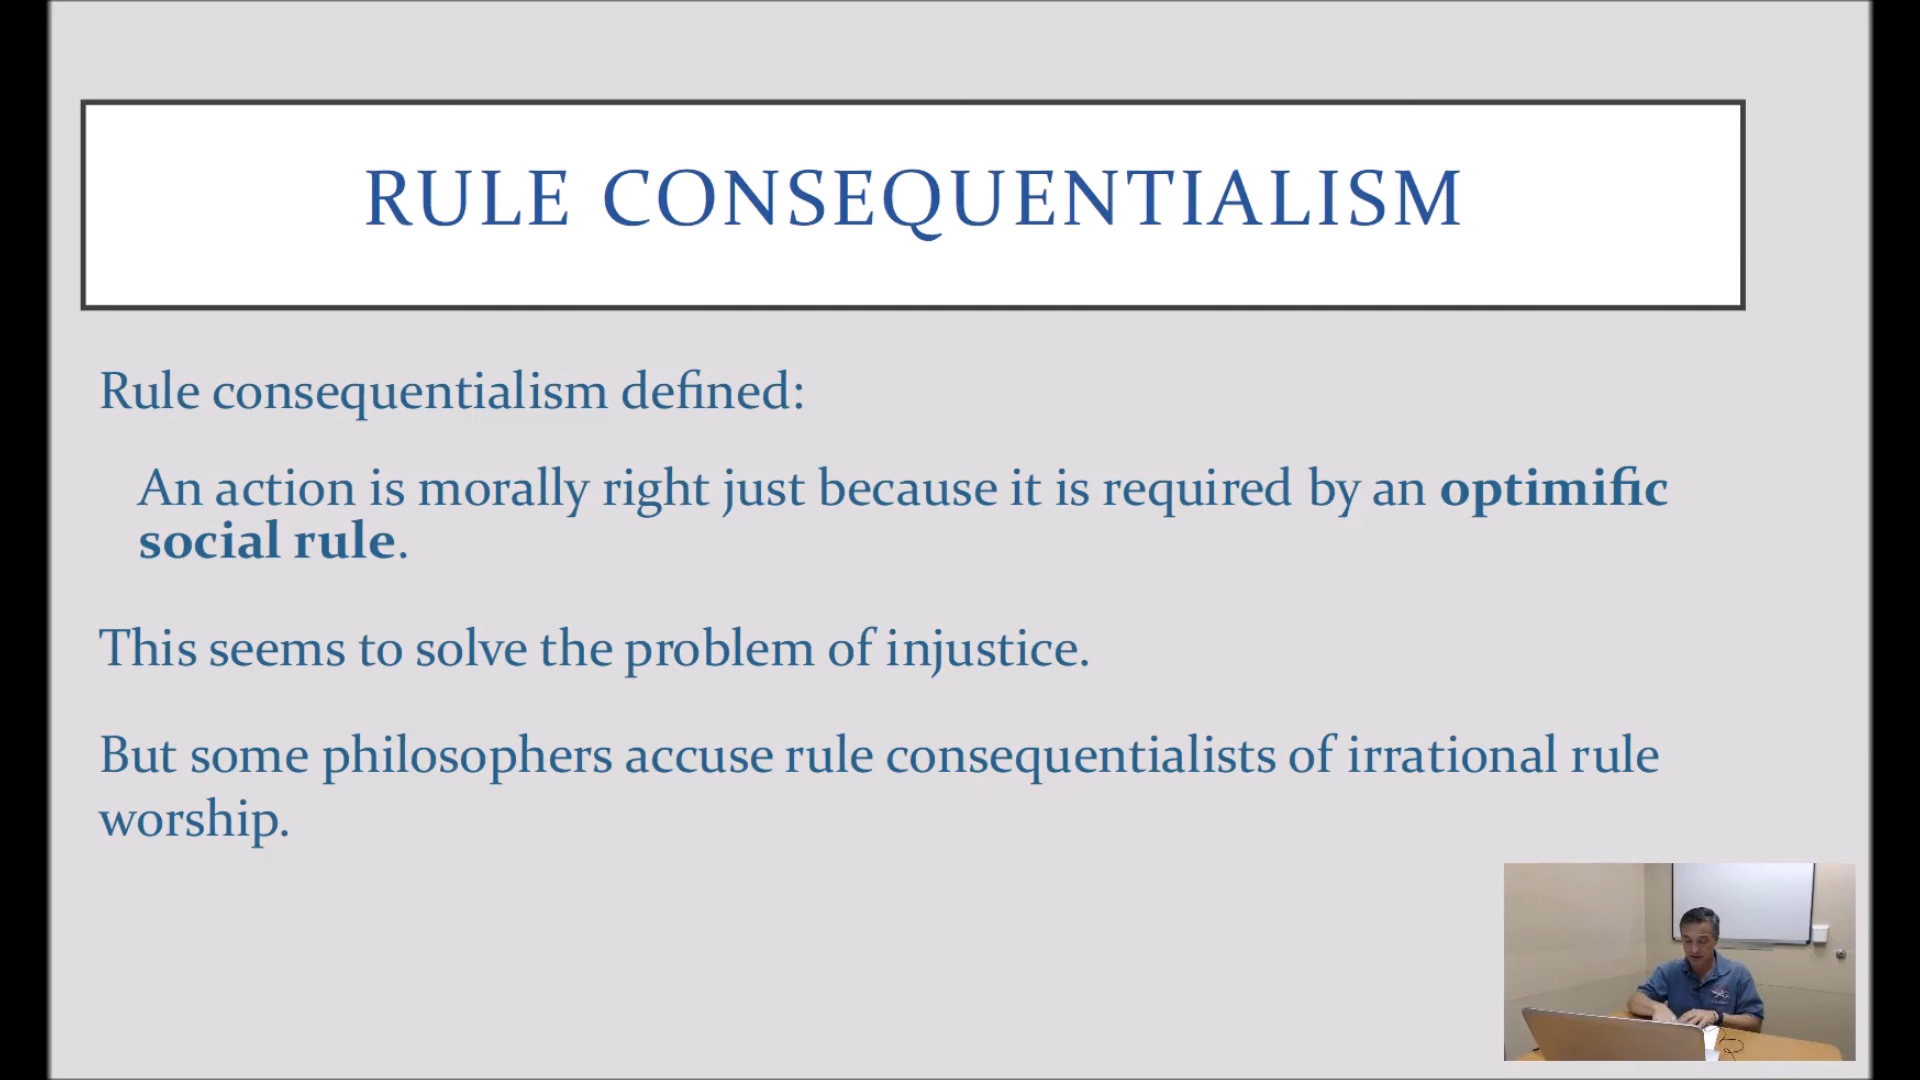 RULE CONSEQUENTIALISM
Rule consequentialism defined:
An action is morally right just because it is required by an optimific
social rule.
This seems to solve the problem of injustice.
But some philosophers accuse rule consequentialists of irrational rule
worship.